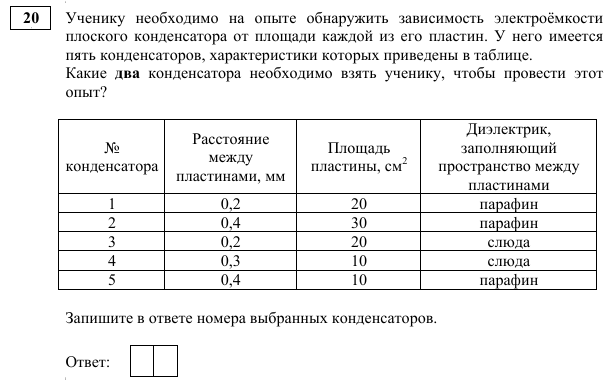 20
Ученику необходимо на опыте обнаружить зависимость электроёмкости
плоского конденсатора от площади каждой из его пластин. У него имеется
пять конденсаторов, характеристики которых приведены в таблице.
Какие два конденсатора необходимо взять ученику, чтобы провести этот
опыт?
№ конденсатора
Расстояние между пластинами, мм
Площадь пластины, см²
Диэлектрик, заполняющий пространство между пластинами
1 0,2 20 парафин
2 0,4 30 парафин
3 0,2 20 слюда
4 0,3 10 слюда
5 0,4 10 парафин
Запишите в ответе номера выбранных конденсаторов.
Ответ: